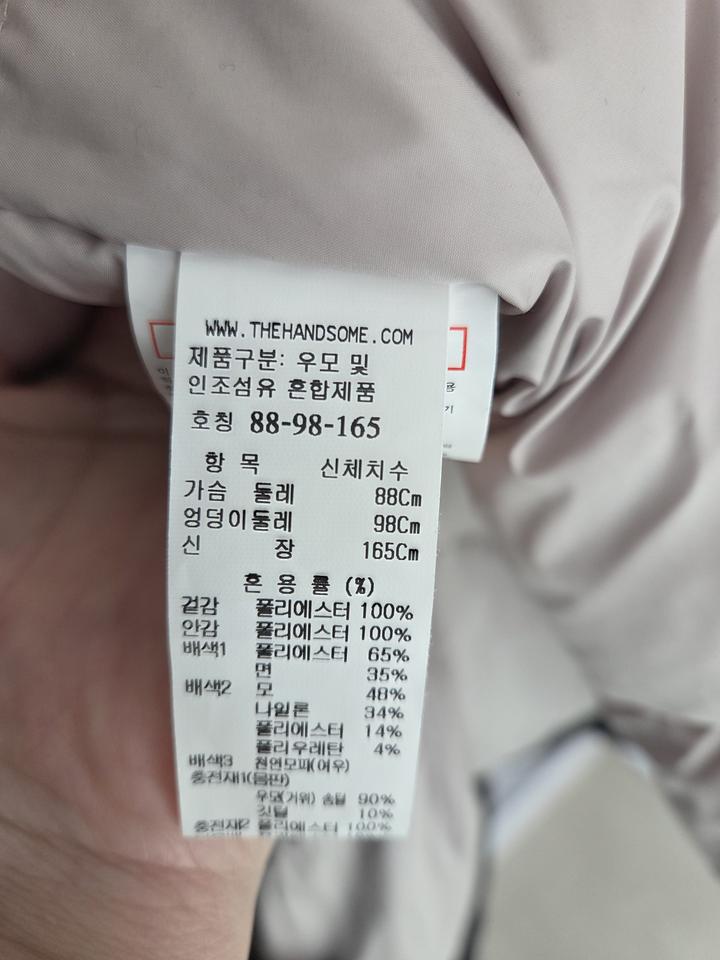 WWW.THEHANDSOME.COM
제품구분: 우모 및
인조섬유 혼합제품
호칭 88-98-165
항 목 신체치수
가슴 둘레 88Cm
엉덩이둘레 98Cm
신 장 165Cm
혼 용 률 (%)
겉감 폴리에스터 100%
안감 폴리에스터 100%
배색1 폴리에스터 65%
면 35%
배색2 모 48%
나일론 34%
폴리에스터 14%
폴리우레탄 4%
배색3 천연모피(여우)
충전재1(몸판)
우모(거위) 솜털 90%
깃털 10%
충전재2 폴리에스터 100%
용
기